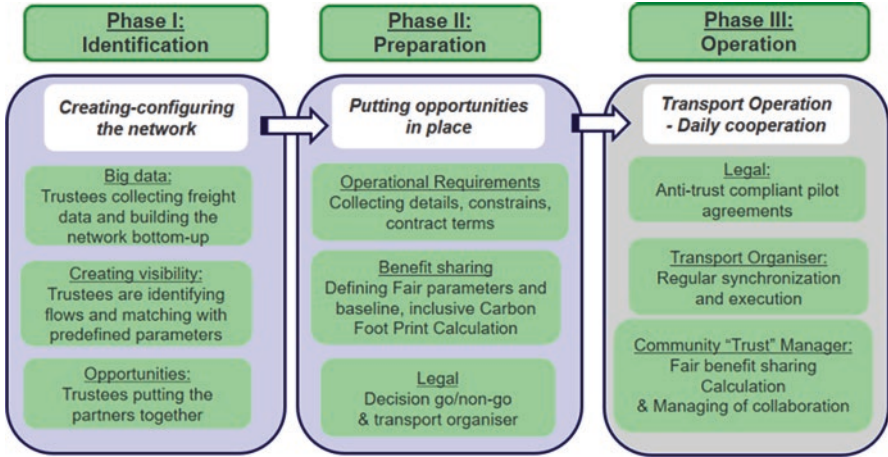 Phase I:
Identification
Phase II:
Preparation
Phase III:
Operation
Creating-configuring
the network
Big data:
Trustees collecting freight
data and building the
network bottom-up
Creating visibility:
Trustees are identifying
flows and matching with
predefined parameters
Opportunities:
Trustees putting the
partners together
Putting opportunities
in place
Operational Requirements
Collecting details, constrains,
contract terms
Benefit sharing
Defining Fair parameters and
baseline, inclusive Carbon
Foot Print Calculation
Legal
Decision go/non-go
& transport organiser
Transport Operation
- Daily cooperation
Legal:
Anti-trust compliant pilot
agreements
Transport Organiser:
Regular synchronization
and execution
Community “Trust” Manager:
Fair benefit sharing
Calculation
& Managing of collaboration